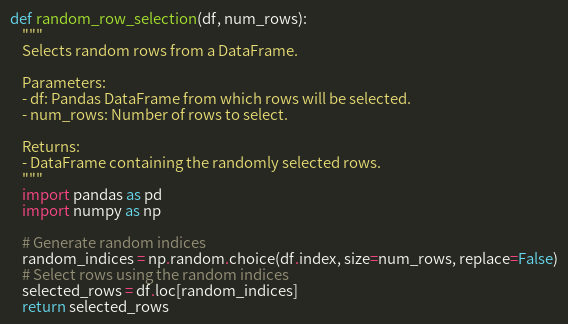 def random_row_selection(df, num_rows):
    """
    Selects random rows from a DataFrame.

    Parameters:
    - df: Pandas DataFrame from which rows will be selected.
    - num_rows: Number of rows to select.

    Returns:
    - DataFrame containing the randomly selected rows.
    """
    import pandas as pd
    import numpy as np

    # Generate random indices
    random_indices = np.random.choice(df.index, size=num_rows, replace=False)
    # Select rows using the random indices
    selected_rows = df.loc[random_indices]
    return selected_rows